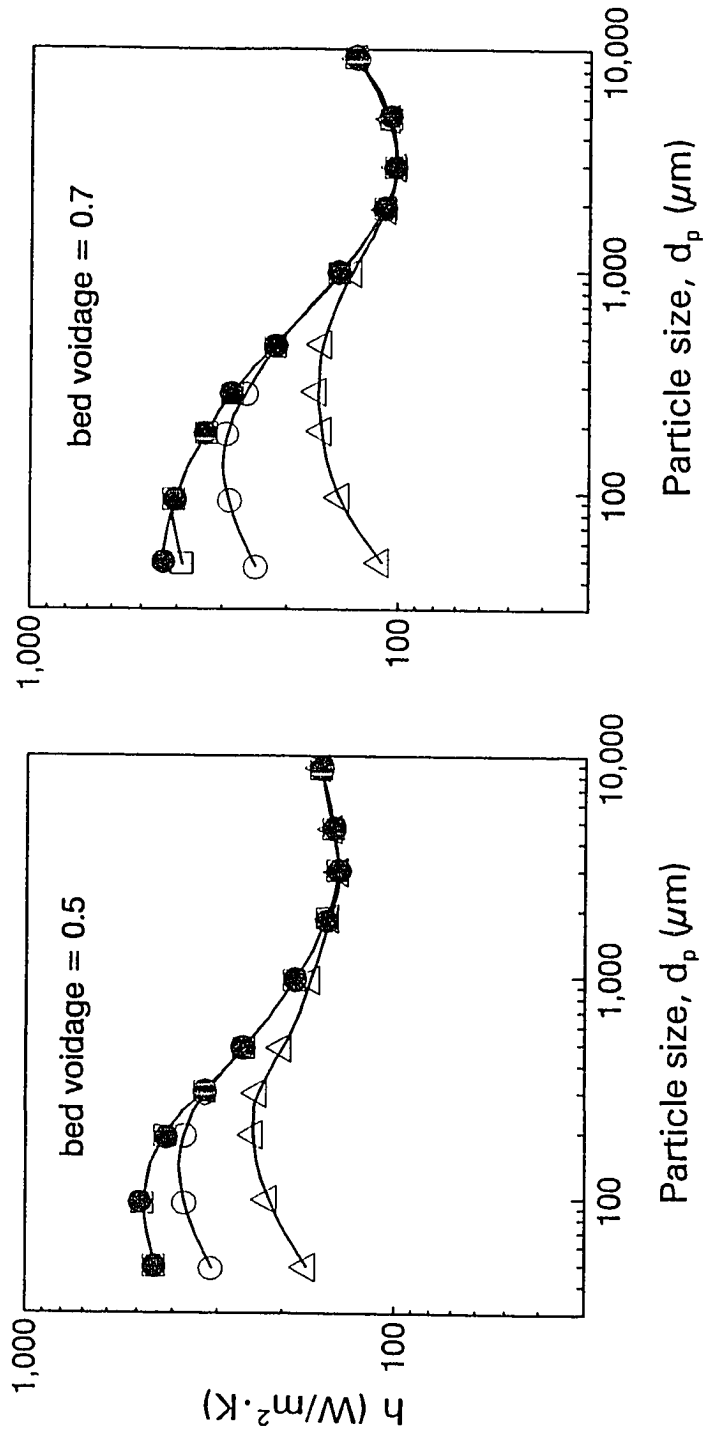 h (W/m²·K)
1,000
100
bed voidage = 0.5
100
1,000
10,000
Particle size, dₚ (μm)
1,000
100
bed voidage = 0.7
100
1,000
10,000
Particle size, dₚ (μm)